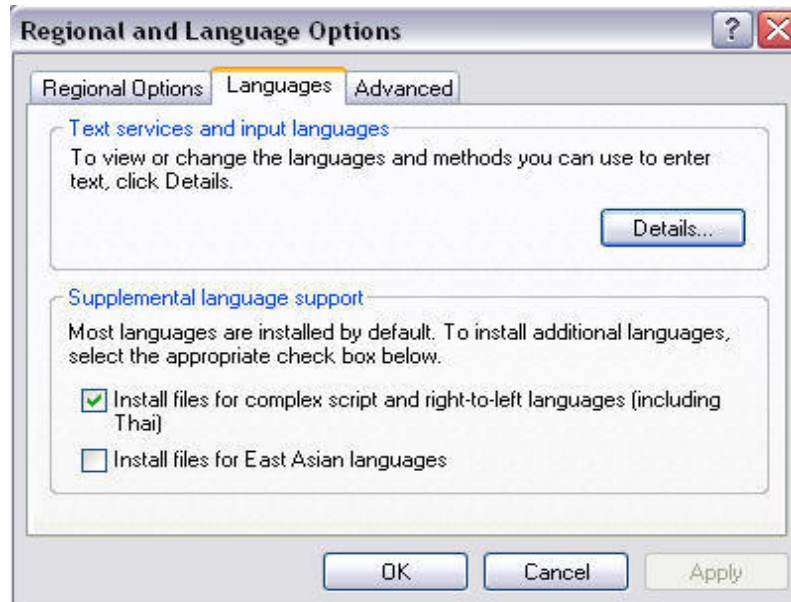 Regional and Language Options
Regional Options Languages Advanced
Text services and input languages
To view or change the languages and methods you can use to enter
text, click Details.
Details...
Supplemental language support
Most languages are installed by default. To install additional languages,
select the appropriate check box below.
Install files for complex script and right-to-left languages (including
Thai)
Install files for East Asian languages
OK Cancel Apply